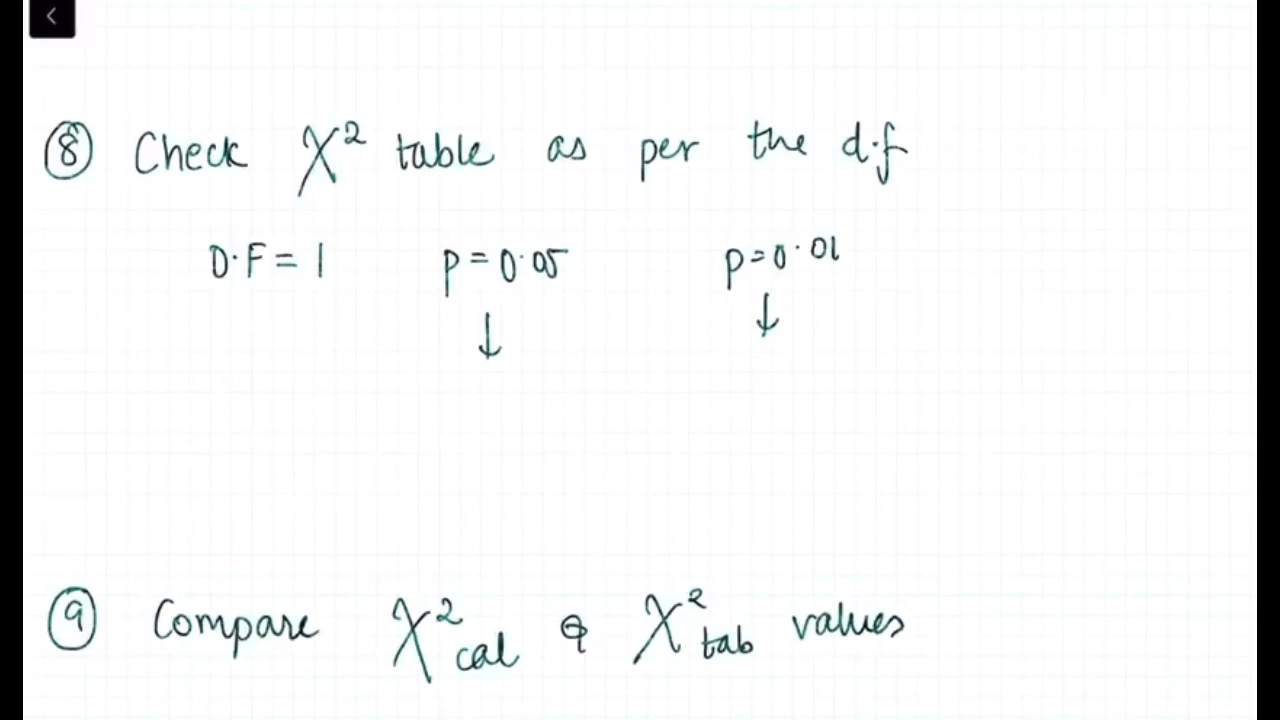 ⑧ Check X² table as per the d.f
D.F = 1 p = 0.05 p = 0.01
↓ ↓
⑨ Compare X²cal & X²tab values